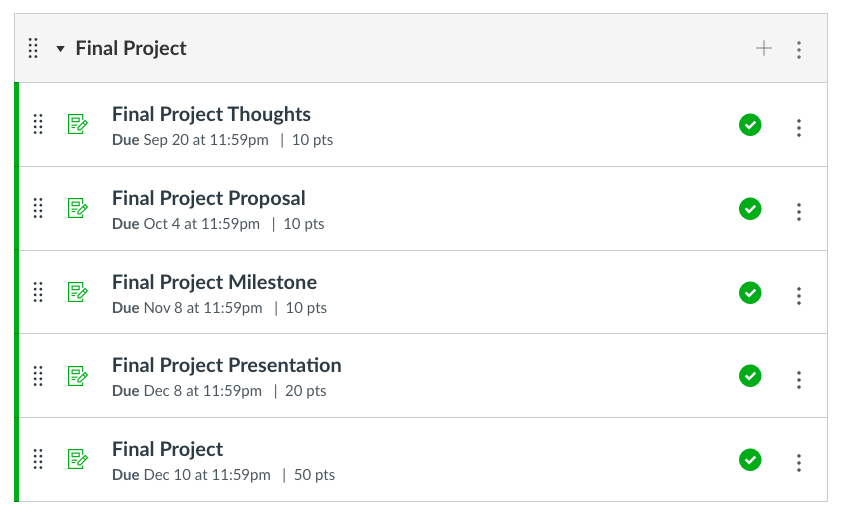 Final Project
Final Project Thoughts
Due Sep 20 at 11:59pm | 10 pts
Final Project Proposal
Due Oct 4 at 11:59pm | 10 pts
Final Project Milestone
Due Nov 8 at 11:59pm | 10 pts
Final Project Presentation
Due Dec 8 at 11:59pm | 20 pts
Final Project
Due Dec 10 at 11:59pm | 50 pts